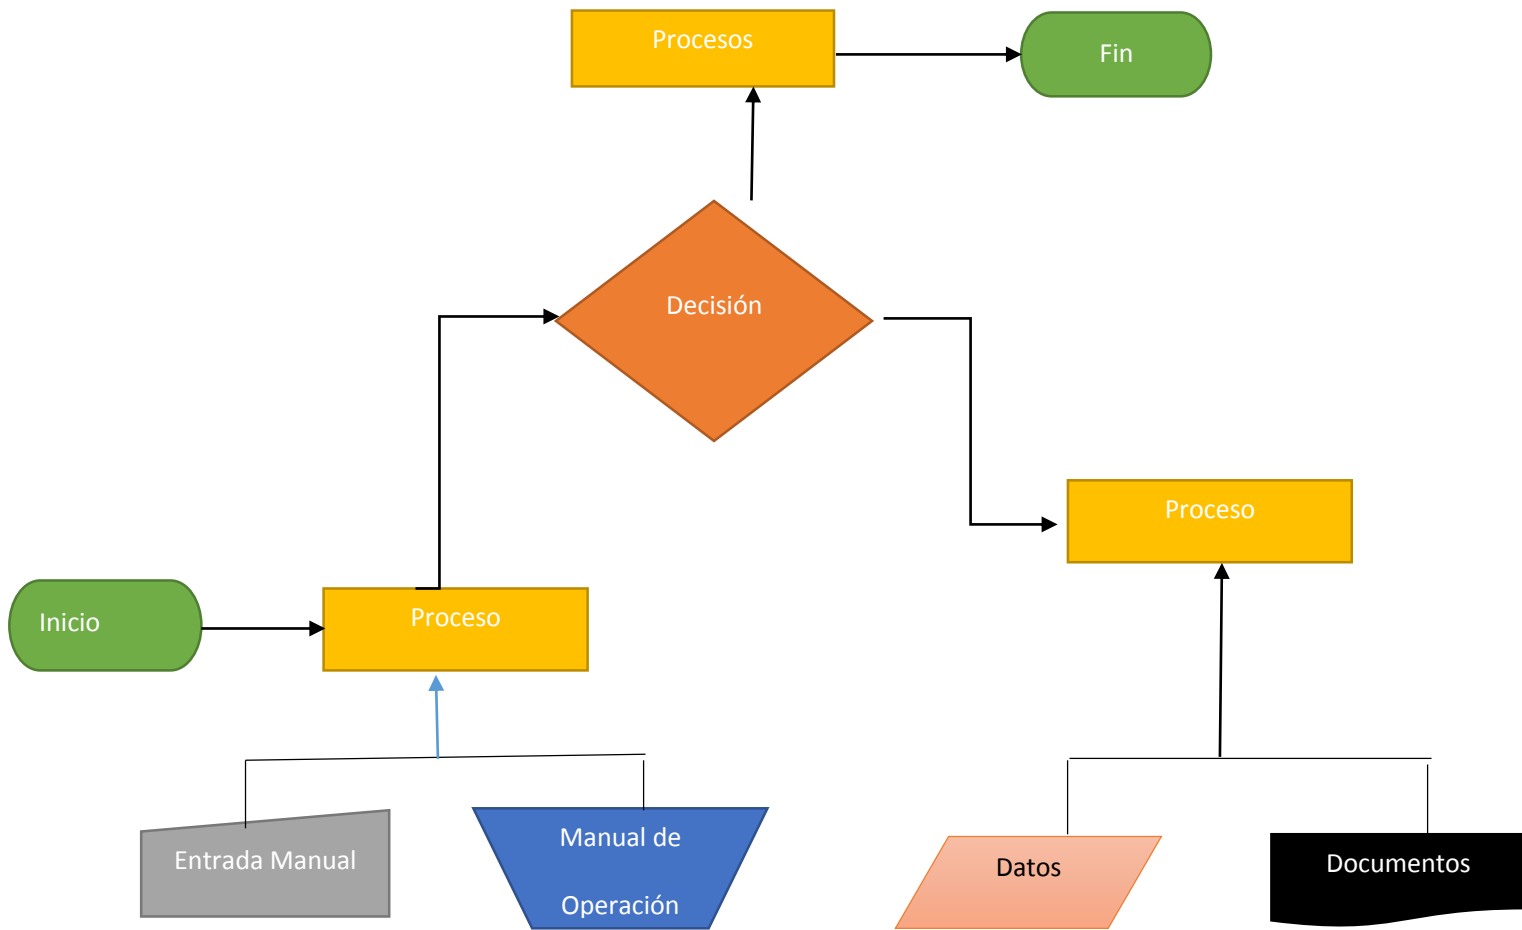 Procesos
Fin
Decisión
Proceso
Inicio
Proceso
Entrada Manual
Manual de
Operación
Datos
Documentos